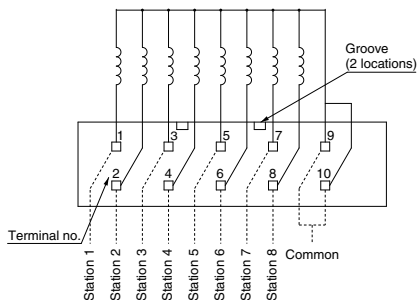 Groove
(2 locations)
1
3
5
7
9
2
4
6
8
10
Terminal no.
Common
Station 1
Station 2
Station 3
Station 4
Station 5
Station 6
Station 7
Station 8